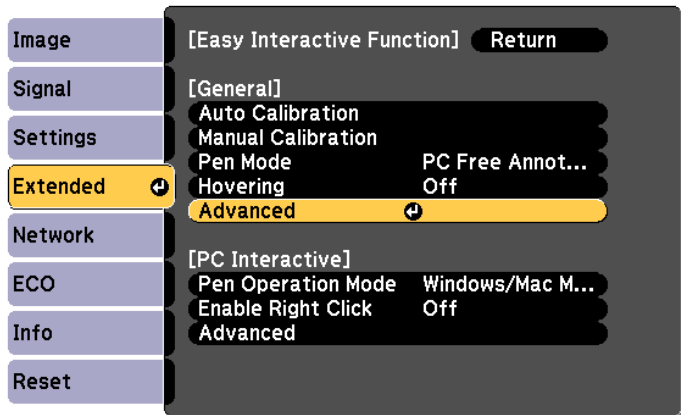 Image
Signal
Settings
Extended
Network
ECO
Info
Reset
[Easy Interactive Function] Return
[General]
Auto Calibration
Manual Calibration
Pen Mode PC Free Annot...
Hovering Off
Advanced
[PC Interactive]
Pen Operation Mode Windows/Mac M...
Enable Right Click Off
Advanced